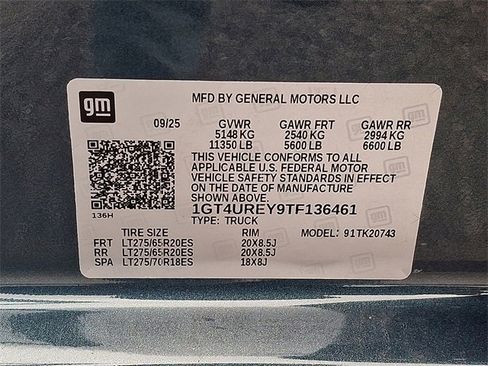 gm
MFD BY GENERAL MOTORS LLC
09/25 GVWR GAWR FRT GAWR RR
5148 KG 2540 KG 2994 KG
11350 LB 5600 LB 6600 LB
THIS VEHICLE CONFORMS TO ALL
APPLICABLE U.S. FEDERAL MOTOR
VEHICLE SAFETY STANDARDS IN EFFECT
ON THE DATE OF MANUFACTURE
SHOWN ABOVE.
136H
1GT4UREY9TF136461
TYPE: TRUCK MODEL: 91TK20743
TIRE SIZE RIM
FRT LT275/65R20ES 20X8.5J
RR LT275/65R20ES 20X8.5J
SPA LT275/70R18ES 18X8J